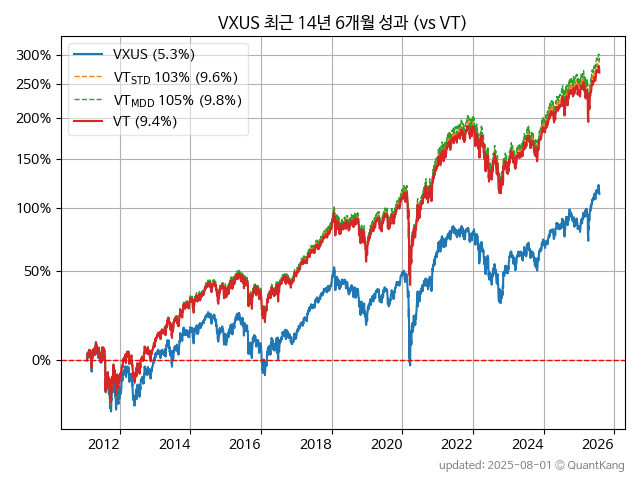 VXUS 최근 14년 6개월 성과 (vs VT)
VXUS (5.3%)
VT_STD 103% (9.6%)
VT_MDD 105% (9.8%)
VT (9.4%)
300%
250%
200%
150%
100%
50%
0%
2012 2014 2016 2018 2020 2022 2024 2026
updated: 2025-08-01 © QuantKang